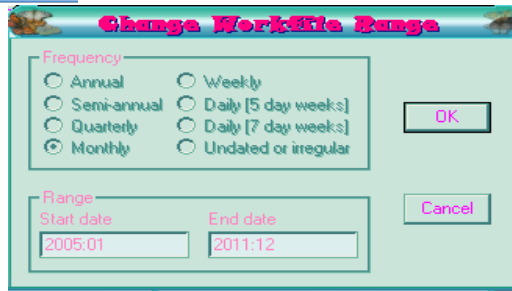 Change Workfile Range
Frequency
Annual
Semi-annual
Quarterly
Monthly
Weekly
Daily [5 day weeks]
Daily [7 day weeks]
Undated or irregular
OK
Range
Start date
End date
2005:01
2011:12
Cancel